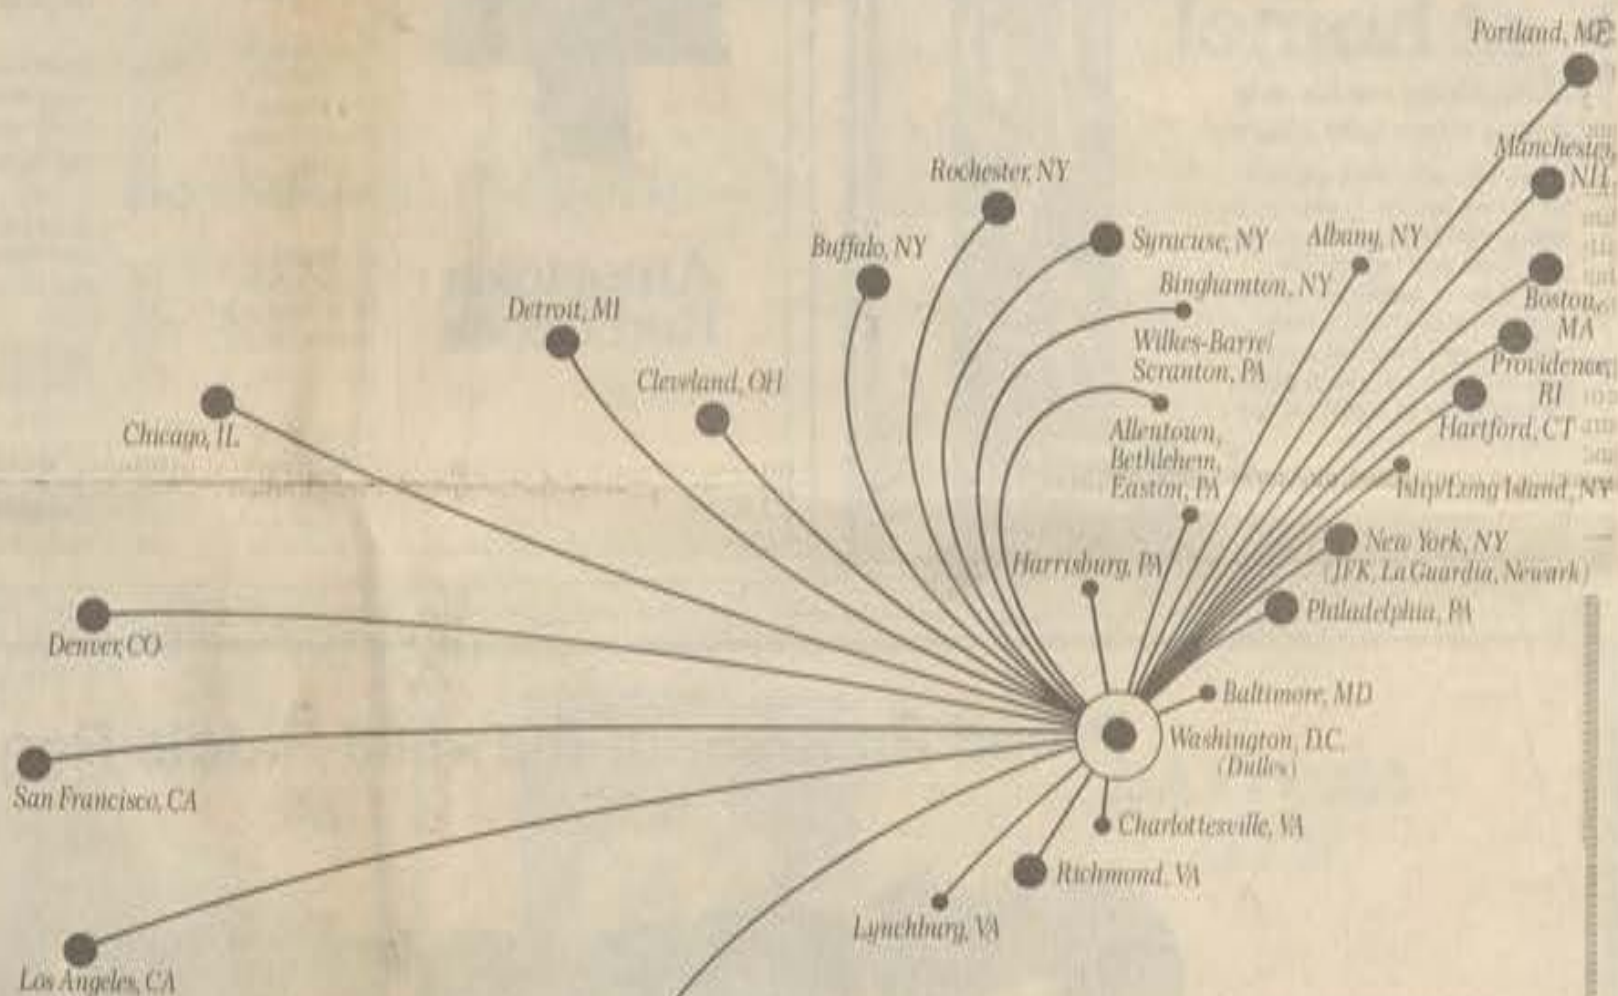 Portland, ME
Manchester,
NH
Rochester, NY
Syracuse, NY
Albany, NY
Buffalo, NY
Binghamton, NY
Boston,
MA
Detroit, MI
Wilkes-Barre/
Scranton, PA
Providence,
RI
Cleveland, OH
Chicago, IL
Allentown,
Bethlehem,
Easton, PA
Hartford, CT
Islip/Long Island, NY
New York, NY
(JFK, La Guardia, Newark)
Harrisburg, PA
Philadelphia, PA
Denver, CO
Baltimore, MD
Washington, D.C.
(Dulles)
San Francisco, CA
Charlottesville, VA
Richmond, VA
Lynchburg, VA
Los Angeles, CA